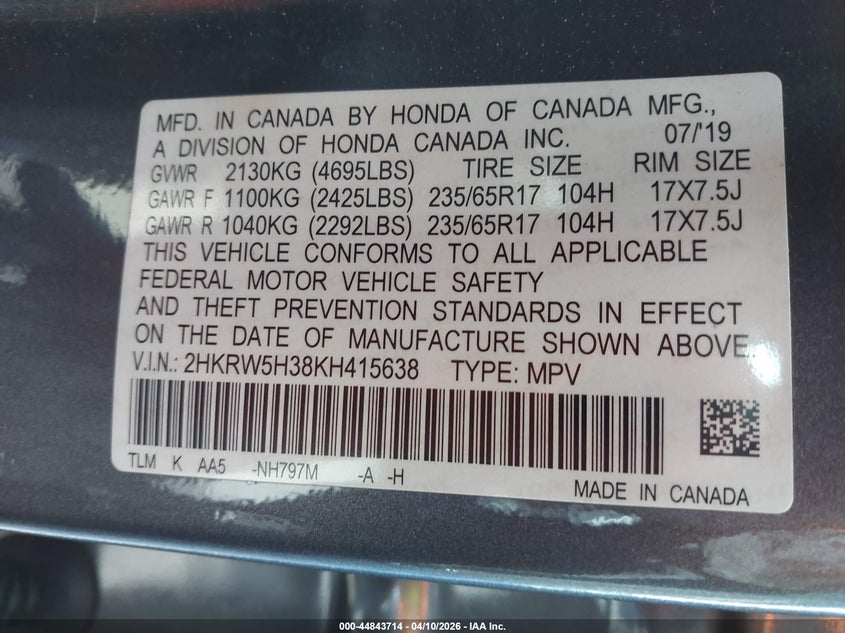 MFD. IN CANADA BY HONDA OF CANADA MFG.,
A DIVISION OF HONDA CANADA INC. 07/'19
GVWR 2130KG (4695LBS) TIRE SIZE RIM SIZE
GAWR F 1100KG (2425LBS) 235/65R17 104H 17X7.5J
GAWR R 1040KG (2292LBS) 235/65R17 104H 17X7.5J
THIS VEHICLE CONFORMS TO ALL APPLICABLE
FEDERAL MOTOR VEHICLE SAFETY
AND THEFT PREVENTION STANDARDS IN EFFECT
ON THE DATE OF MANUFACTURE SHOWN ABOVE.
V.I.N.: 2HKRW5H38KH415638 TYPE: MPV
TLM K AA5 -NH797M -A -H
MADE IN CANADA
000-44843714 | 04/10/2026 - IAA Inc.